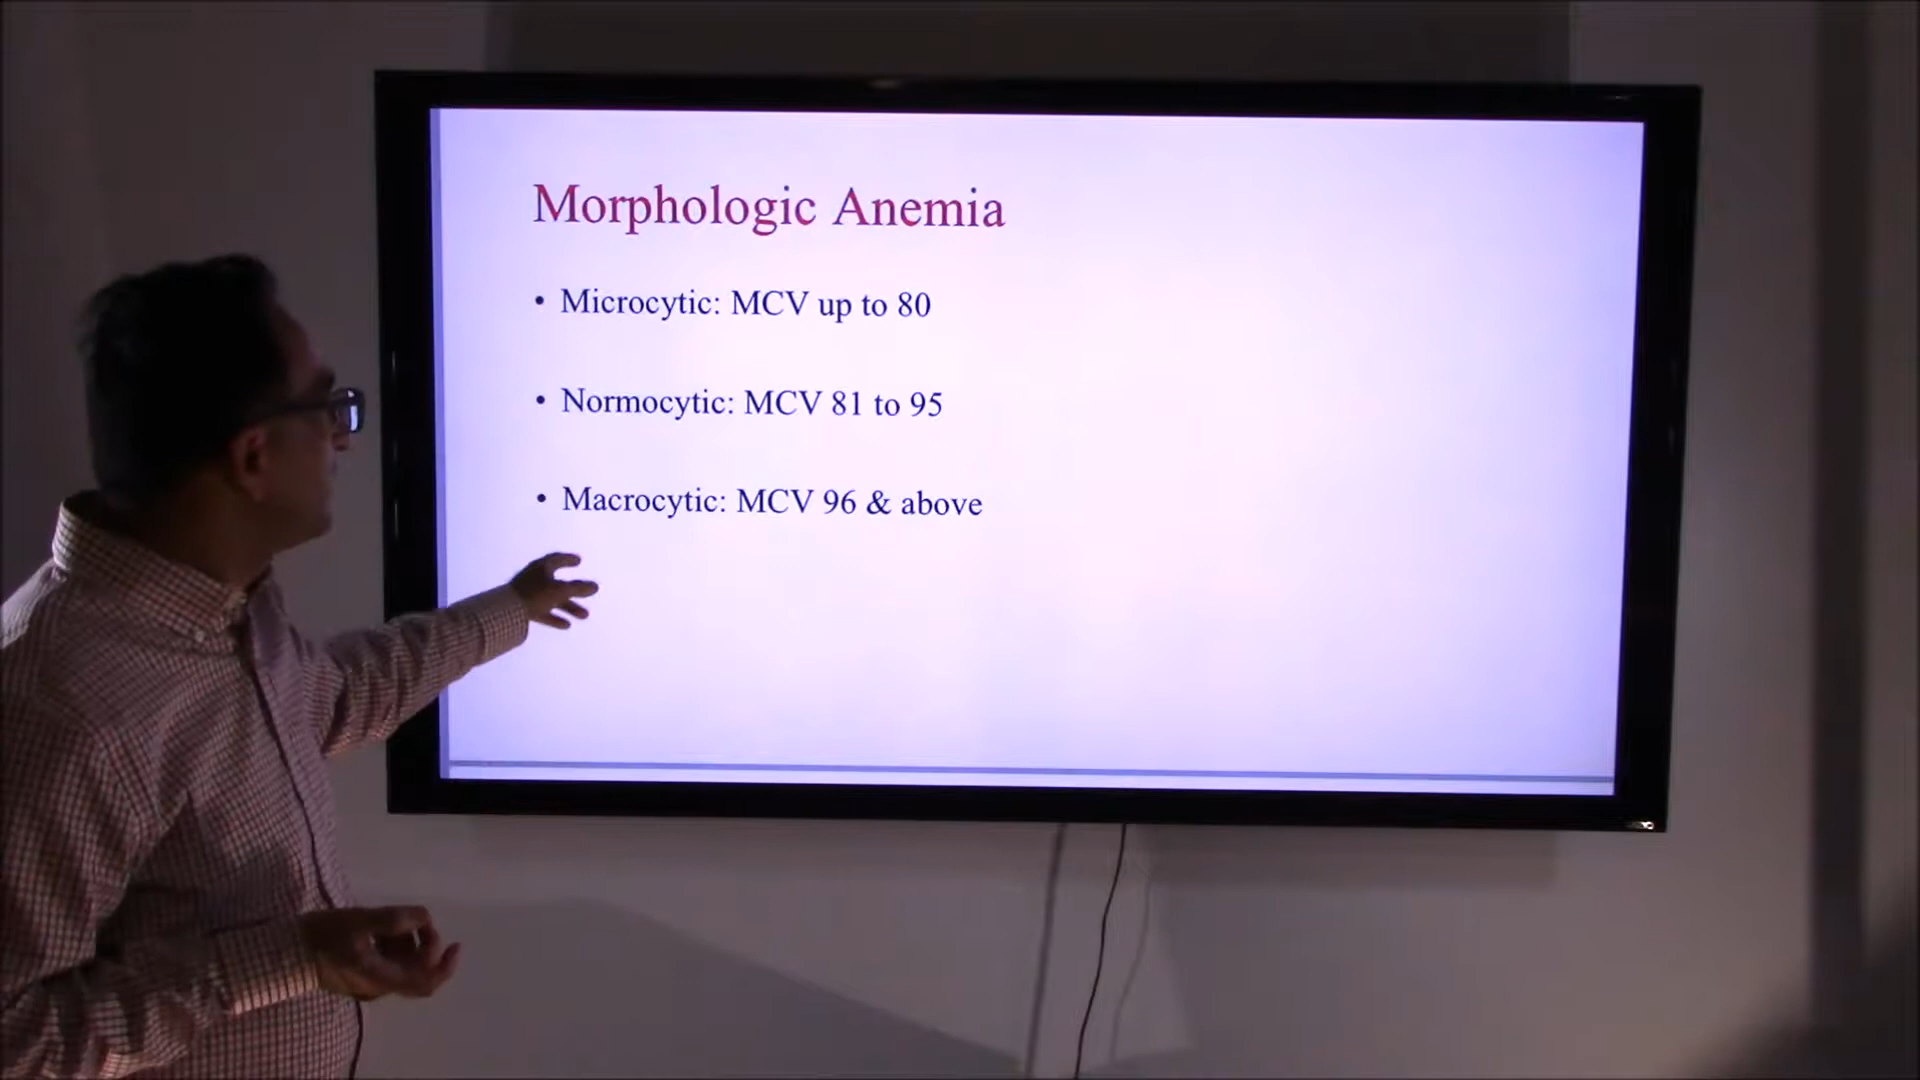 Morphologic Anemia
• Microcytic: MCV up to 80
• Normocytic: MCV 81 to 95
• Macrocytic: MCV 96 & above